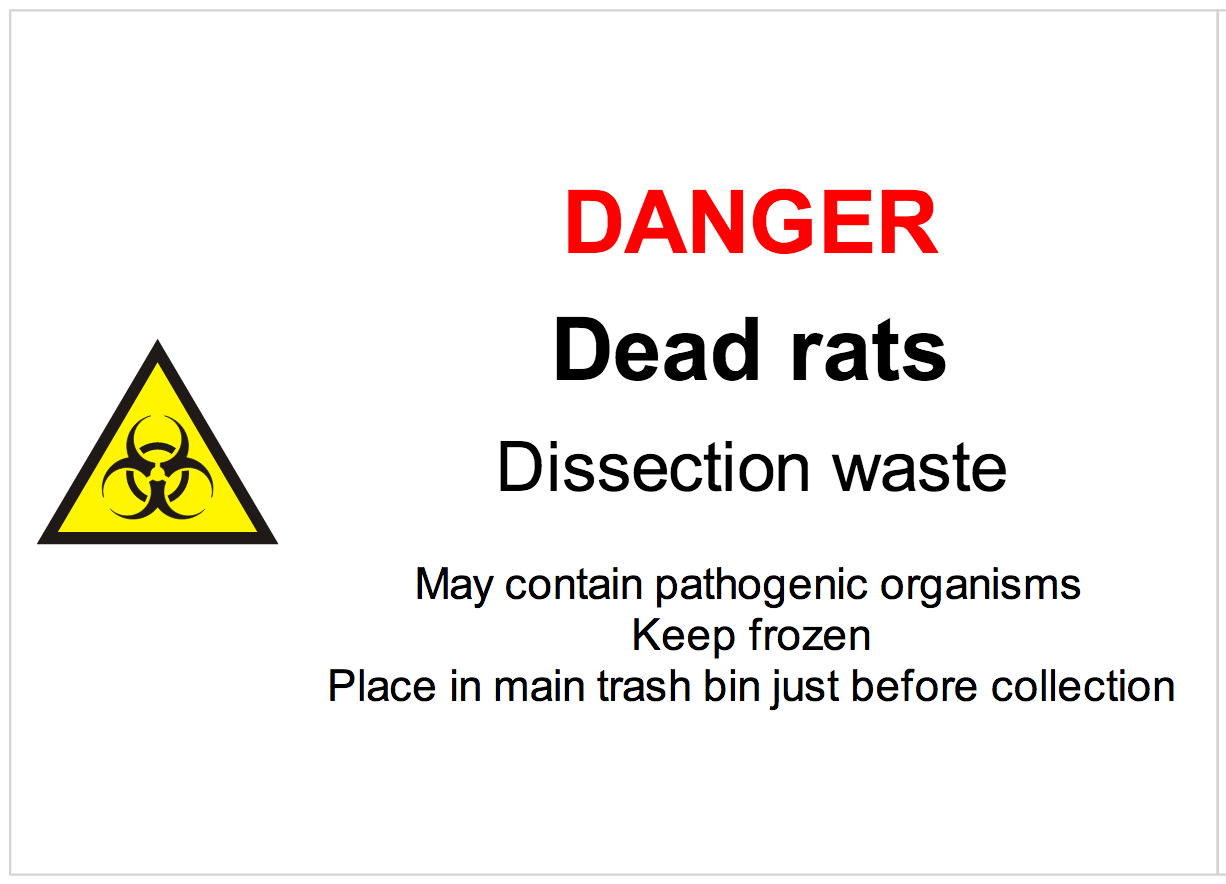 DANGER
Dead rats
Dissection waste
May contain pathogenic organisms
Keep frozen
Place in main trash bin just before collection